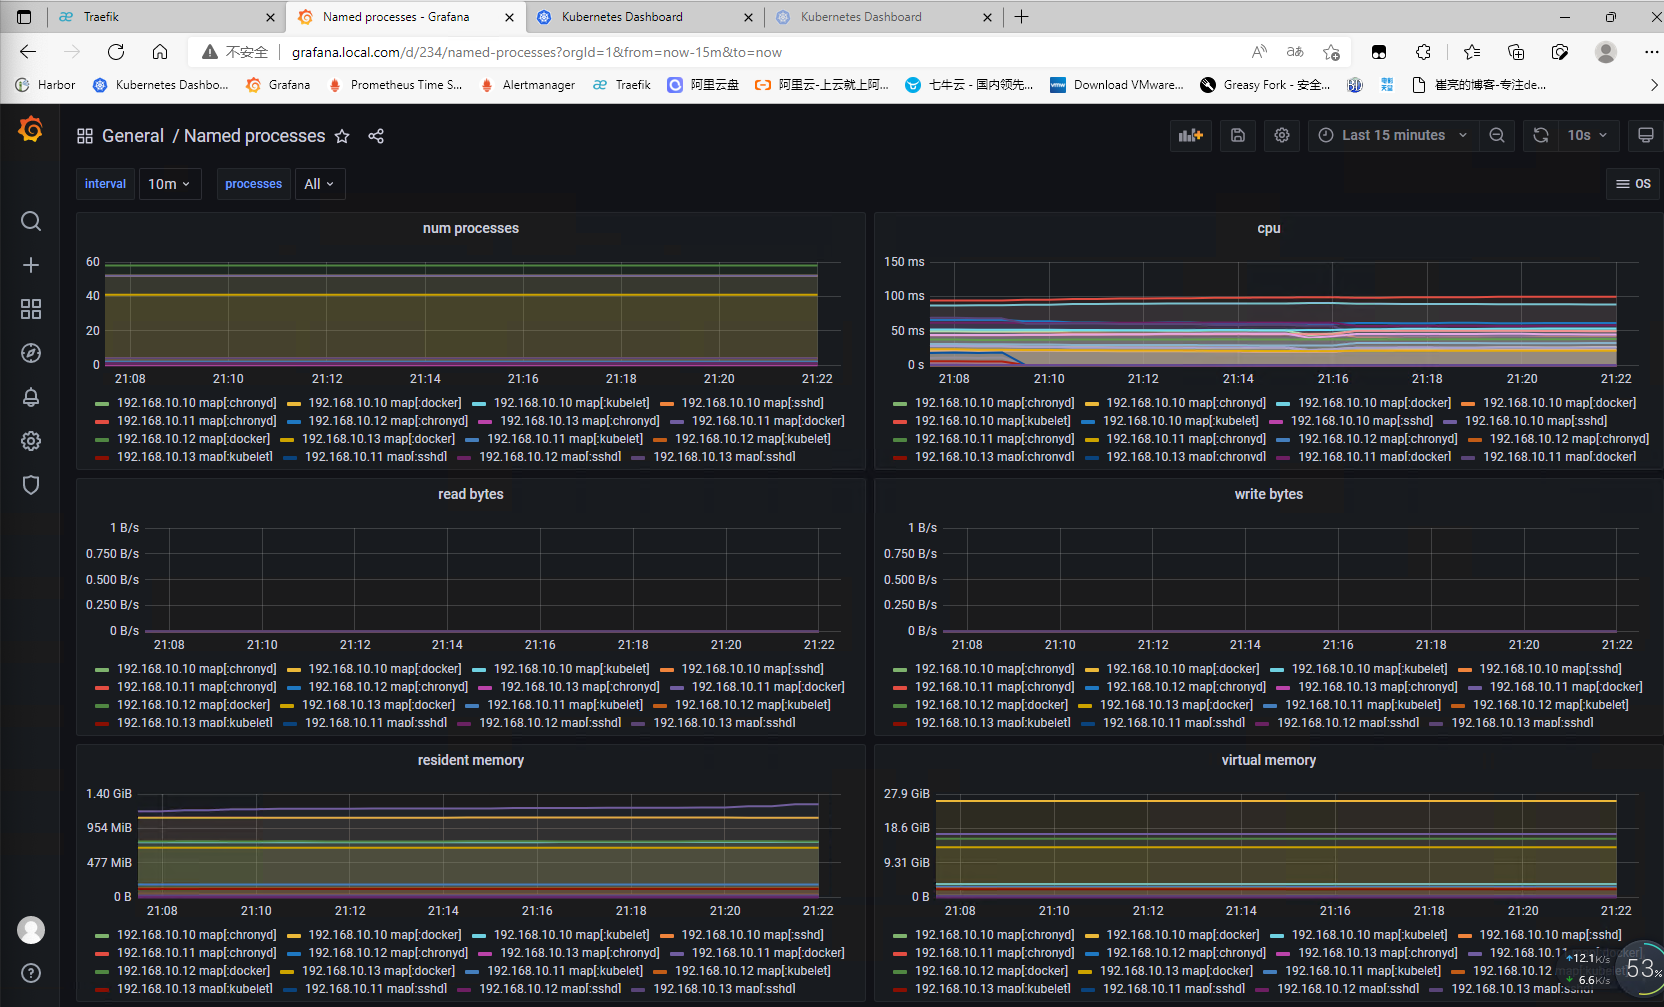 Traefik
Named processes - Grafana
Kubernetes Dashboard
Kubernetes Dashboard
不安全
grafana.local.com/d/234/named-processes?orgId=1&from=now-15m&to=now
Harbor
Kubernetes Dashbo...
Grafana
Prometheus Time S...
Alertmanager
Traefik
阿里云盘
阿里云-上云就上阿...
七牛云 - 国内领先...
Download VMware...
Greasy Fork - 安全...
崔亮的博客-专注de...
General / Named processes
Last 15 minutes
10s
interval 10m processes All
OS
num processes
60
40
20
0
21:08 21:10 21:12 21:14 21:16 21:18 21:20 21:22
192.168.10.10 map[:chronyd] 192.168.10.10 map[:docker] 192.168.10.10 map[:kubelet] 192.168.10.10 map[:sshd]
192.168.10.11 map[:chronyd] 192.168.10.12 map[:chronyd] 192.168.10.13 map[:chronyd] 192.168.10.11 map[:docker]
192.168.10.12 map[:docker] 192.168.10.13 map[:docker] 192.168.10.11 map[:kubelet] 192.168.10.12 map[:kubelet]
192.168.10.13 map[:kubelet] 192.168.10.11 map[:sshd] 192.168.10.12 map[:sshd] 192.168.10.13 map[:sshd]
cpu
150 ms
100 ms
50 ms
0 s
21:08 21:10 21:12 21:14 21:16 21:18 21:20 21:22
192.168.10.10 map[:chronyd] 192.168.10.10 map[:chronyd] 192.168.10.10 map[:docker] 192.168.10.10 map[:docker]
192.168.10.10 map[:kubelet] 192.168.10.10 map[:kubelet] 192.168.10.10 map[:sshd] 192.168.10.10 map[:sshd]
192.168.10.11 map[:chronyd] 192.168.10.11 map[:chronyd] 192.168.10.12 map[:chronyd] 192.168.10.12 map[:chronyd]
192.168.10.13 map[:chronyd] 192.168.10.13 map[:chronyd] 192.168.10.11 map[:docker] 192.168.10.11 map[:docker]
read bytes
1 B/s
0.750 B/s
0.500 B/s
0.250 B/s
0 B/s
21:08 21:10 21:12 21:14 21:16 21:18 21:20 21:22
192.168.10.10 map[:chronyd] 192.168.10.10 map[:docker] 192.168.10.10 map[:kubelet] 192.168.10.10 map[:sshd]
192.168.10.11 map[:chronyd] 192.168.10.12 map[:chronyd] 192.168.10.13 map[:chronyd] 192.168.10.11 map[:docker]
192.168.10.12 map[:docker] 192.168.10.13 map[:docker] 192.168.10.11 map[:kubelet] 192.168.10.12 map[:kubelet]
192.168.10.13 map[:kubelet] 192.168.10.11 map[:sshd] 192.168.10.12 map[:sshd] 192.168.10.13 map[:sshd]
write bytes
1 B/s
0.750 B/s
0.500 B/s
0.250 B/s
0 B/s
21:08 21:10 21:12 21:14 21:16 21:18 21:20 21:22
192.168.10.10 map[:chronyd] 192.168.10.10 map[:docker] 192.168.10.10 map[:kubelet] 192.168.10.10 map[:sshd]
192.168.10.11 map[:chronyd] 192.168.10.12 map[:chronyd] 192.168.10.13 map[:chronyd] 192.168.10.11 map[:docker]
192.168.10.12 map[:docker] 192.168.10.13 map[:docker] 192.168.10.11 map[:kubelet] 192.168.10.12 map[:kubelet]
192.168.10.13 map[:kubelet] 192.168.10.11 map[:sshd] 192.168.10.12 map[:sshd] 192.168.10.13 map[:sshd]
resident memory
1.40 GiB
954 MiB
477 MiB
0 B
21:08 21:10 21:12 21:14 21:16 21:18 21:20 21:22
192.168.10.10 map[:chronyd] 192.168.10.10 map[:docker] 192.168.10.10 map[:kubelet] 192.168.10.10 map[:sshd]
192.168.10.11 map[:chronyd] 192.168.10.12 map[:chronyd] 192.168.10.13 map[:chronyd] 192.168.10.11 map[:docker]
192.168.10.12 map[:docker] 192.168.10.13 map[:docker] 192.168.10.11 map[:kubelet] 192.168.10.12 map[:kubelet]
192.168.10.13 map[:kubelet] 192.168.10.11 map[:sshd] 192.168.10.12 map[:sshd] 192.168.10.13 map[:sshd]
virtual memory
27.9 GiB
18.6 GiB
9.31 GiB
0 B
21:08 21:10 21:12 21:14 21:16 21:18 21:20 21:22
192.168.10.10 map[:chronyd] 192.168.10.10 map[:docker] 192.168.10.10 map[:kubelet] 192.168.10.10 map[:sshd]
192.168.10.11 map[:chronyd] 192.168.10.12 map[:chronyd] 192.168.10.13 map[:chronyd] 192.168.10.11
192.168.10.12 map[:docker] 192.168.10.13 map[:docker] 192.168.10.11 map[:kubelet] 192.168.10.12
192.168.10.13 map[:kubelet] 192.168.10.11 map[:sshd] 192.168.10.12 map[:sshd] 192.168.10.13 map[:sshd]
12.1K/s
6.6K/s
53%